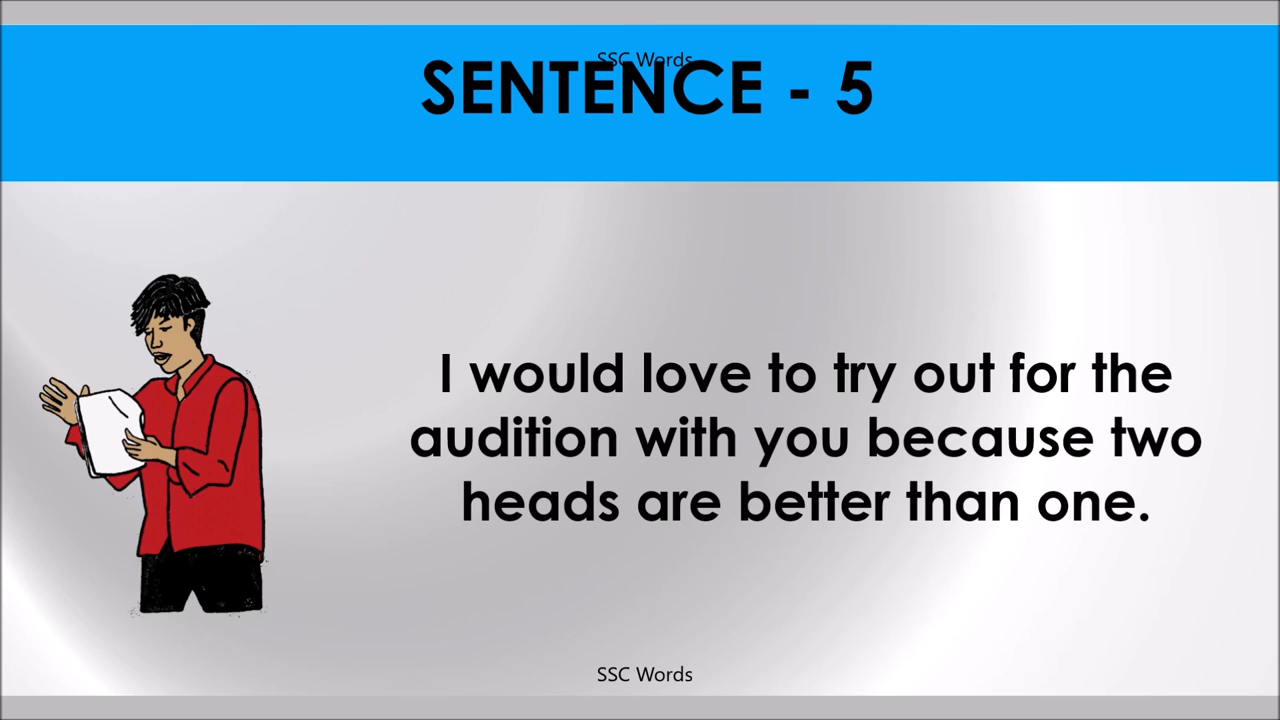 SSC Words
SENTENCE - 5
I would love to try out for the
audition with you because two
heads are better than one.
SSC Words